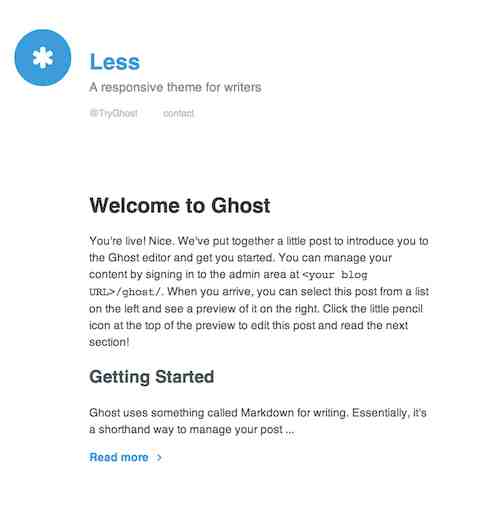 Less
A responsive theme for writers
@TryGhost contact
Welcome to Ghost
You're live! Nice. We've put together a little post to introduce you to
the Ghost editor and get you started. You can manage your
content by signing in to the admin area at <your blog
URL>/ghost/. When you arrive, you can select this post from a list
on the left and see a preview of it on the right. Click the little pencil
icon at the top of the preview to edit this post and read the next
section!
Getting Started
Ghost uses something called Markdown for writing. Essentially, it's
a shorthand way to manage your post ...
Read more >